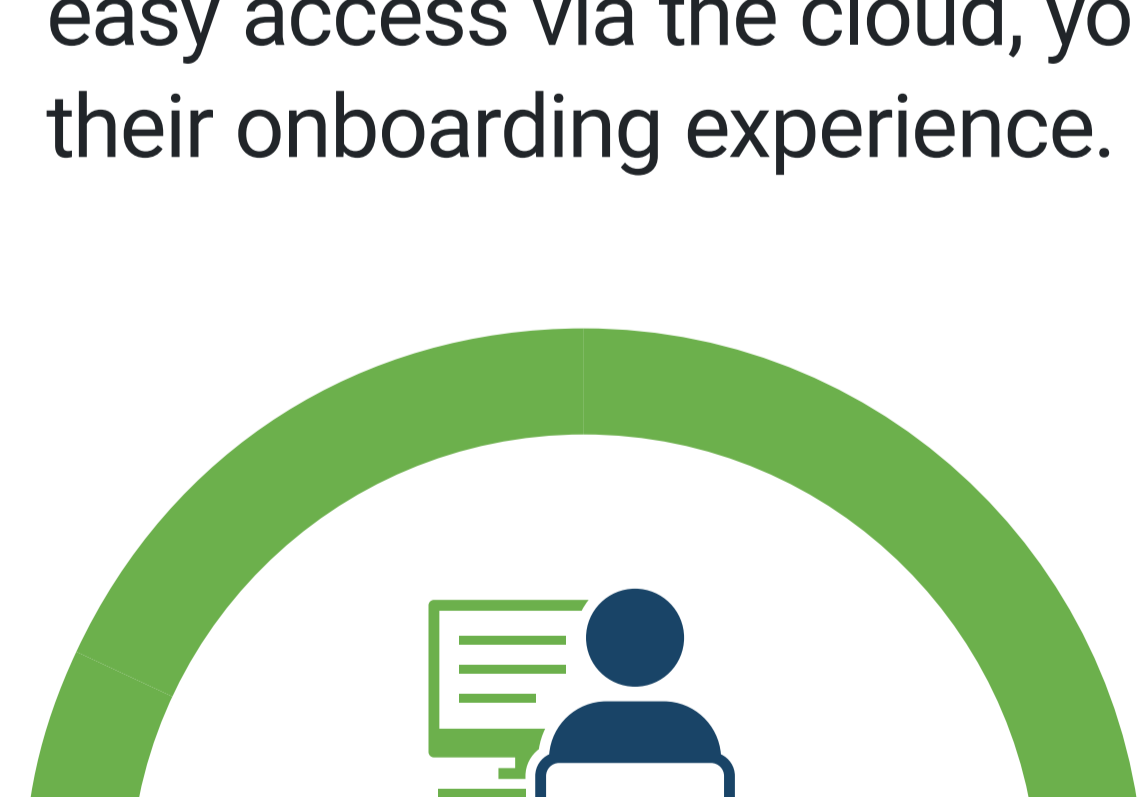 easy access via the cloud, yo
their onboarding experience.